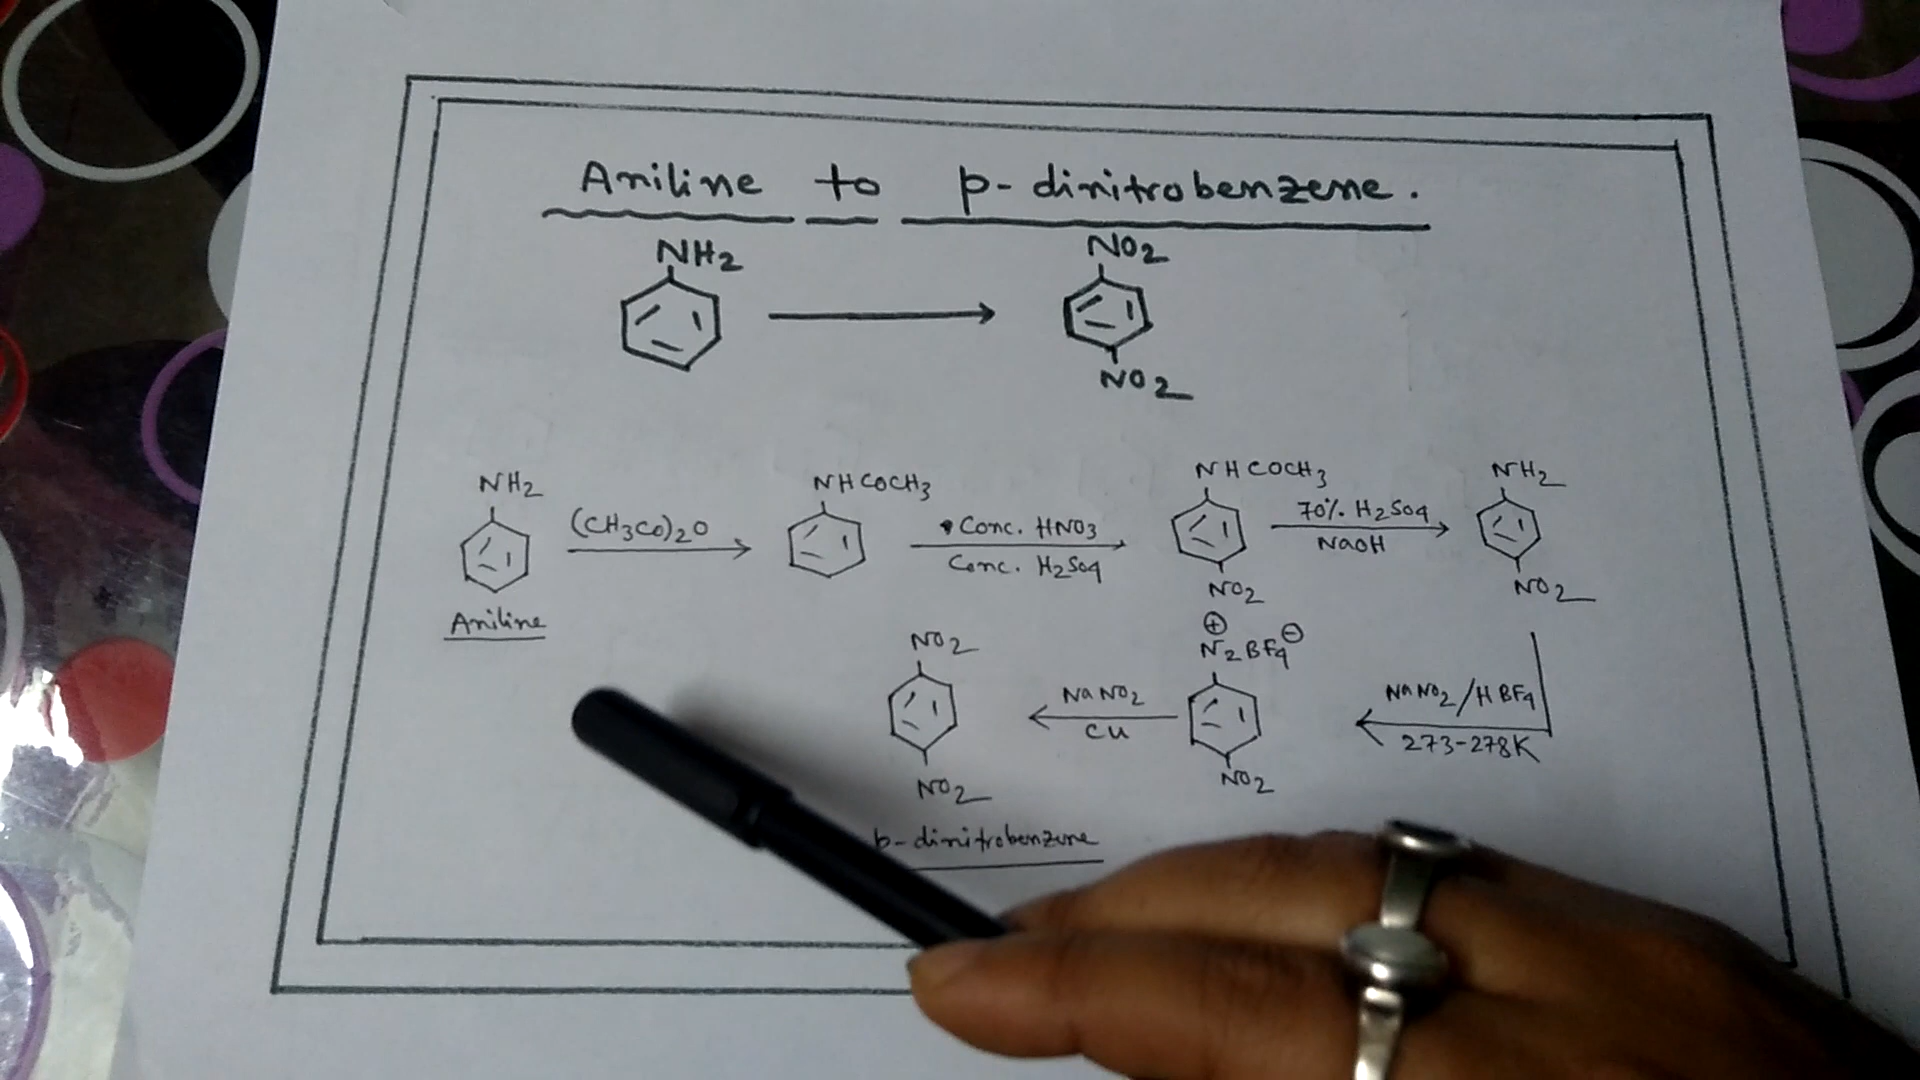 Aniline to p-dinitrobenzene.
NH2
NO2
NO2
NH2
(CH3CO)2O
NHCOCH3
Conc. HNO3
Conc. H2SO4
NHCOCH3
NO2
70% H2SO4
NaOH
NH2
NO2
Aniline
NaNO2/HBF4
273-278K
⊕ ⊖
N2BF4
NO2
NaNO2
Cu
NO2
NO2
p-dinitrobenzene